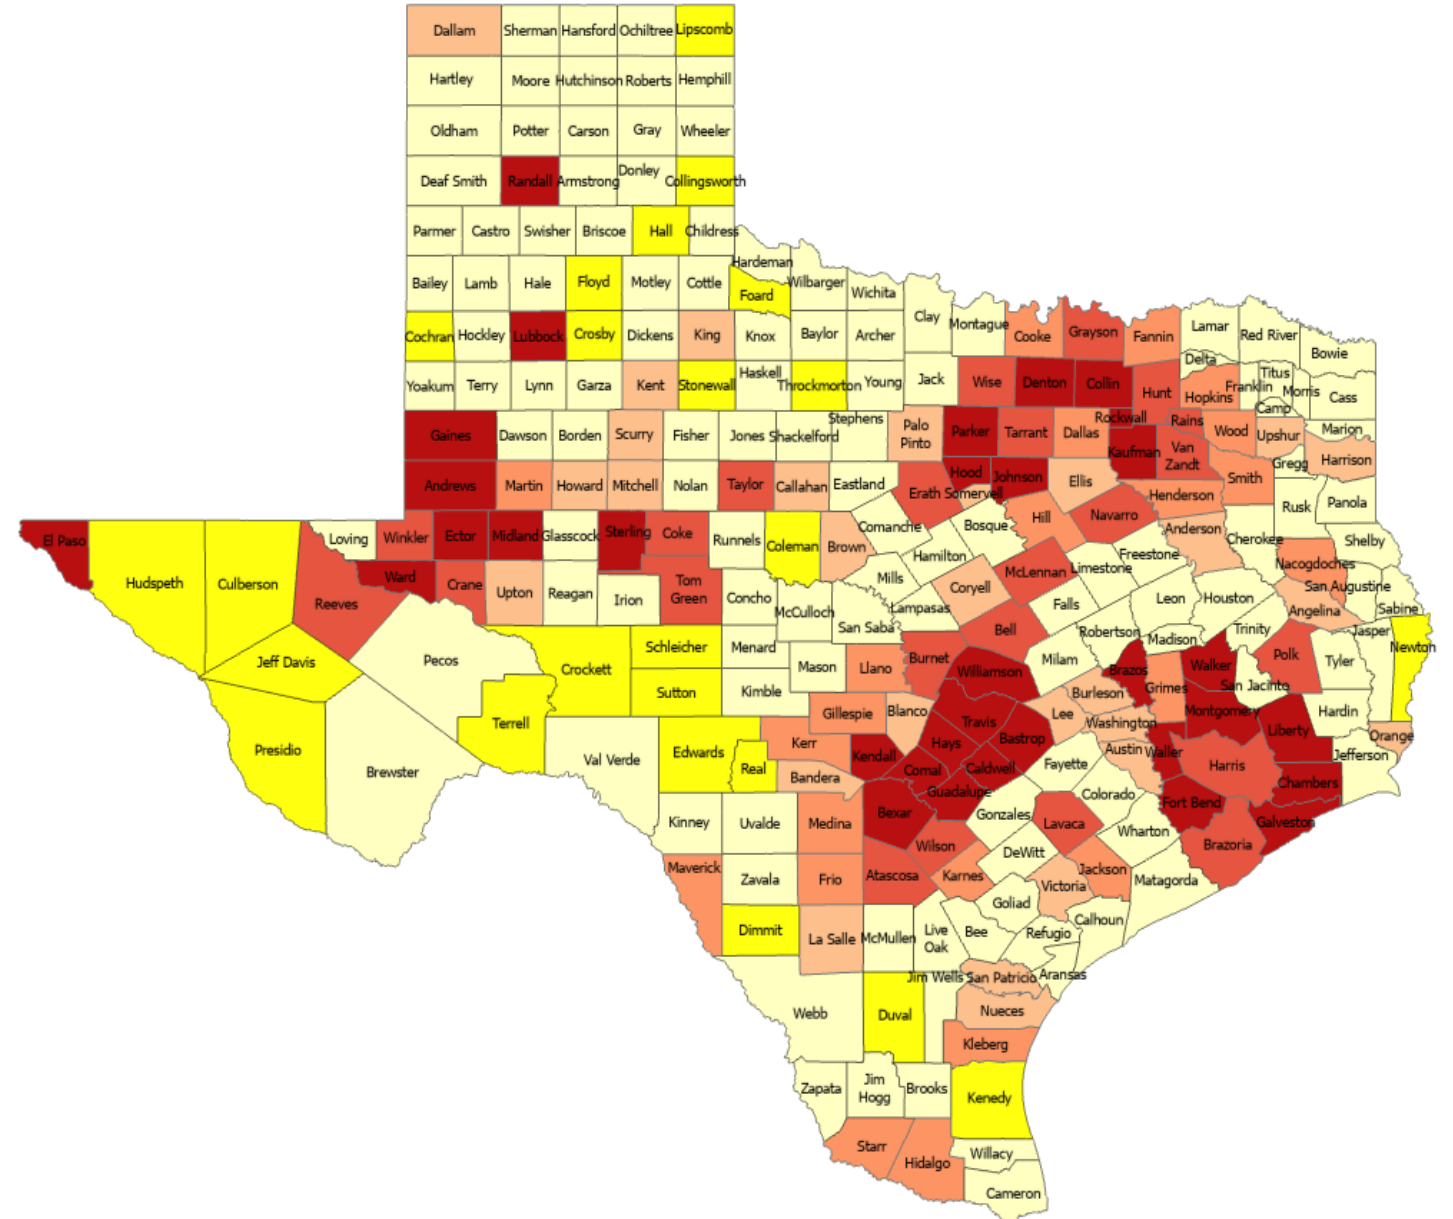 Dallam Sherman Hansford Ochiltree Lipscomb
Hartley Moore Hutchinson Roberts Hemphill
Oldham Potter Carson Gray Wheeler
Deaf Smith Randall Armstrong Donley Collingsworth
Parmer Castro Swisher Briscoe Hall Childress
Hardeman
Bailey Lamb Hale Floyd Motley Cottle Foard Wilbarger Wichita
Cochran Hockley Lubbock Crosby Dickens King Knox Baylor Archer Clay Montague Cooke Grayson Fannin Lamar Red River Bowie
Delta Titus
Yoakum Terry Lynn Garza Kent Stonewall Haskell Throckmorton Young Jack Wise Denton Collin Hunt Hopkins Franklin Morris Cass
Camp
Gaines Dawson Borden Scurry Fisher Jones Shackelford Stephens Palo
Pinto Parker Tarrant Dallas Rockwall Rains Wood Upshur Marion
Kaufman Van
Zandt Gregg Harrison
Andrews Martin Howard Mitchell Nolan Taylor Callahan Eastland Hood Johnson Ellis Smith
Erath Somervell Hill Navarro Henderson Rusk Panola
El Paso Loving Winkler Ector Midland Glasscock Sterling Coke Runnels Coleman Brown Comanche Bosque Anderson Cherokee Shelby
Hudspeth Culberson Reeves Ward Crane Upton Reagan Irion Tom
Green Concho Mills Hamilton McLennan Limestone Freestone Nacogdoches
San Augustine
McCulloch San Saba Lampasas Coryell Falls Leon Houston Angelina Sabine
Jeff Davis Pecos Crockett Schleicher Menard Bell Robertson Madison Trinity Jasper Newton
Sutton Mason Llano Burnet Williamson Milam Brazos Walker Polk Tyler
Kimble Grimes San Jacinto
Presidio Terrell Gillespie Blanco Travis Lee Burleson Washington Montgomery Hardin
Brewster Val Verde Edwards Real Kerr Kendall Hays Bastrop Austin Waller Liberty Orange
Bandera Comal Caldwell Fayette Harris Jefferson
Guadalupe Colorado Chambers
Kinney Uvalde Medina Bexar Gonzales Lavaca Wharton Fort Bend Galveston
Wilson DeWitt Brazoria
Maverick Zavala Frio Atascosa Karnes Victoria Jackson Matagorda
Dimmit La Salle McMullen Live
Oak Bee Goliad Refugio Calhoun
Jim Wells San Patricio Aransas
Webb Duval Nueces
Kleberg
Zapata Jim
Hogg Brooks Kenedy
Starr Hidalgo Willacy
Cameron